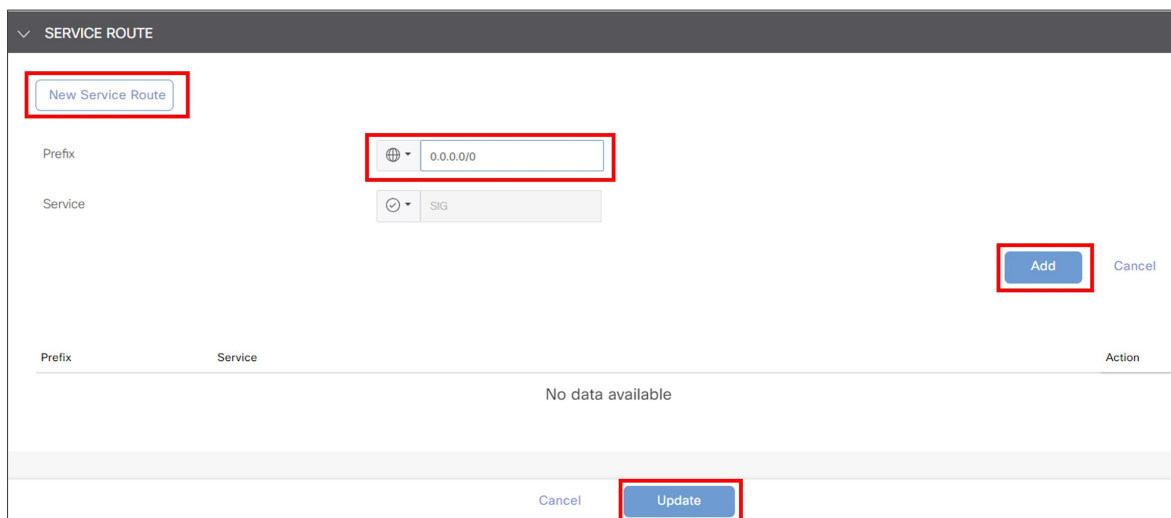 SERVICE ROUTE
New Service Route
Prefix
0.0.0.0/0
Service
SIG
Add Cancel
Prefix Service Action
No data available
Cancel Update